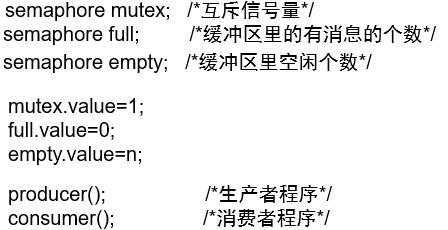 semaphore mutex; /*互斥信号量*/
semaphore full; /*缓冲区里的有消息的个数*/
semaphore empty; /*缓冲区里空闲个数*/
mutex.value=1;
full.value=0;
empty.value=n;
producer(); /*生产者程序*/
consumer(); /*消费者程序*/